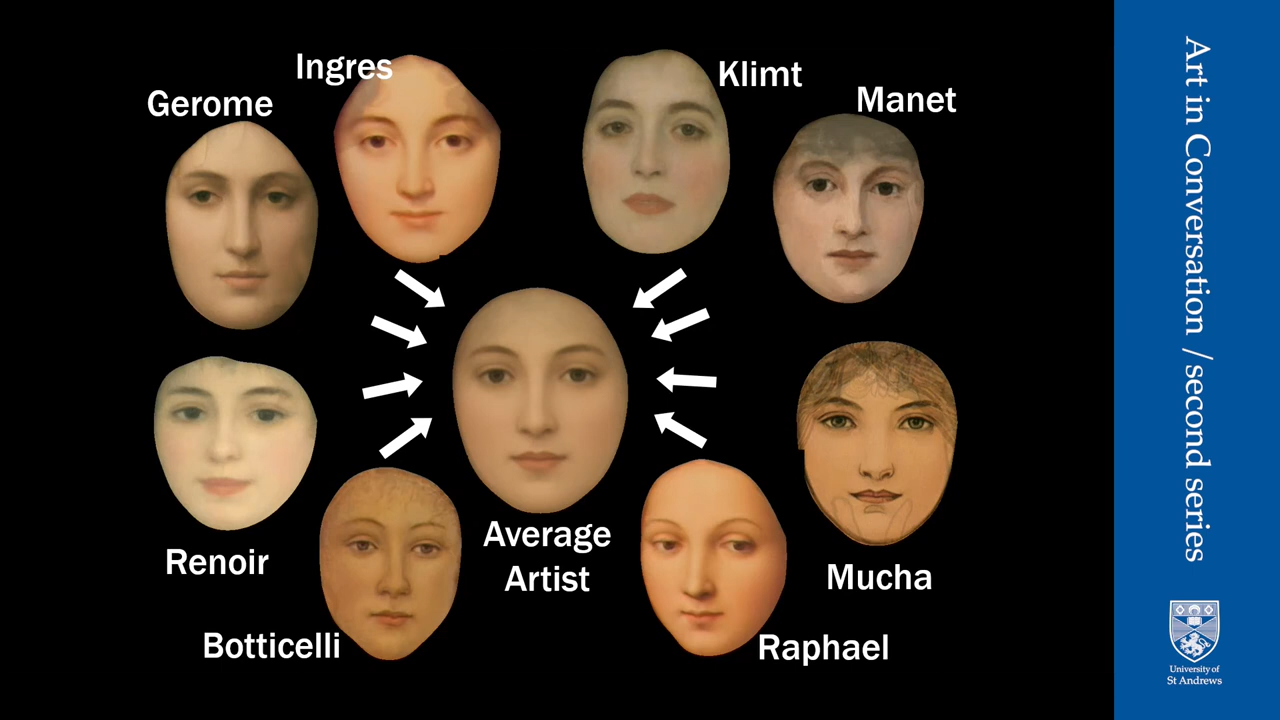 Ingres
Klimt
Gerome
Manet
Average
Artist
Renoir
Mucha
Botticelli
Raphael
Art in Conversation / second series
University of
St Andrews